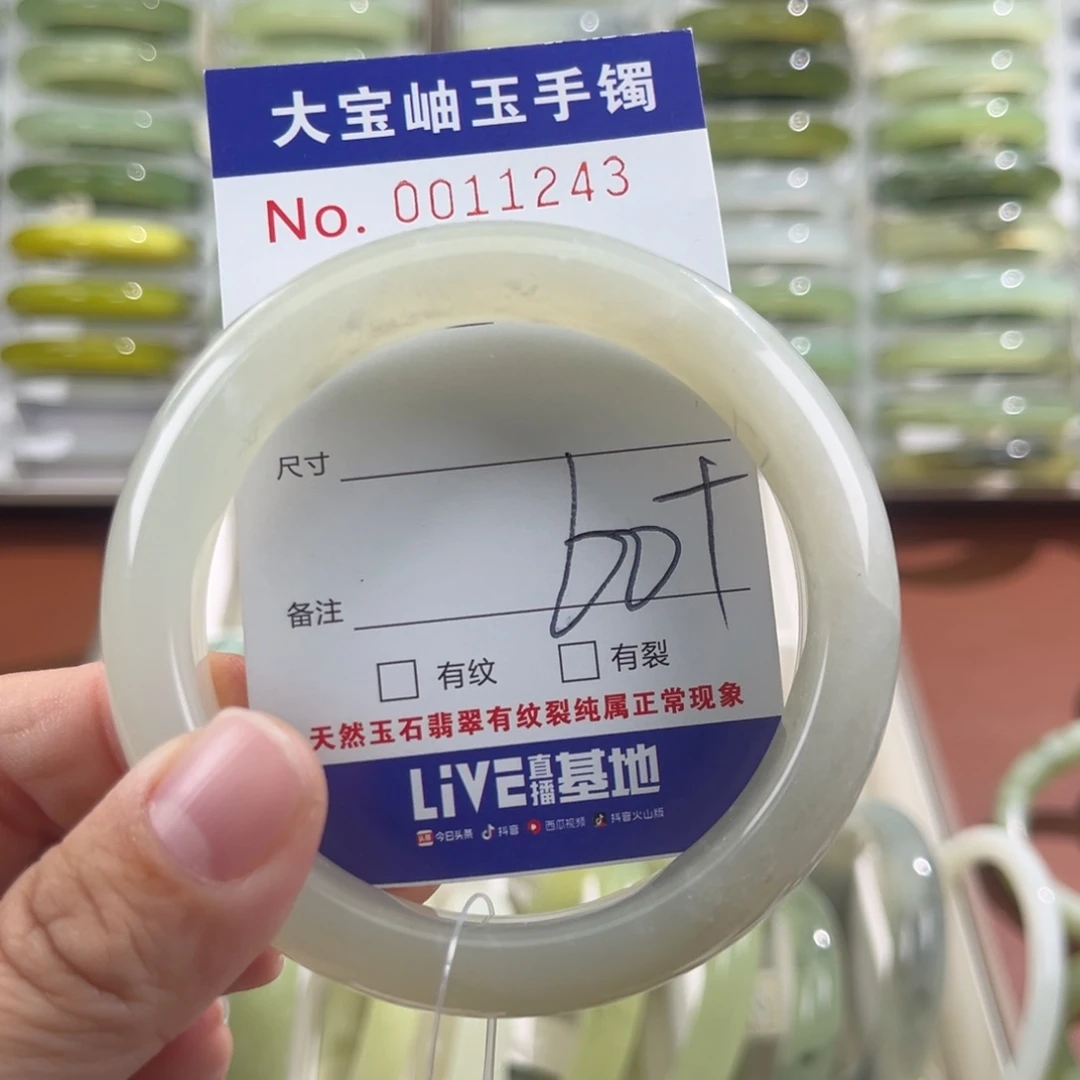 大宝岫玉手镯
No. 0011243
尺寸
备注
有纹 有裂
天然玉石翡翠有纹裂纯属正常现象
LiVE直播基地
今日头条 抖音 西瓜视频 抖音火山版